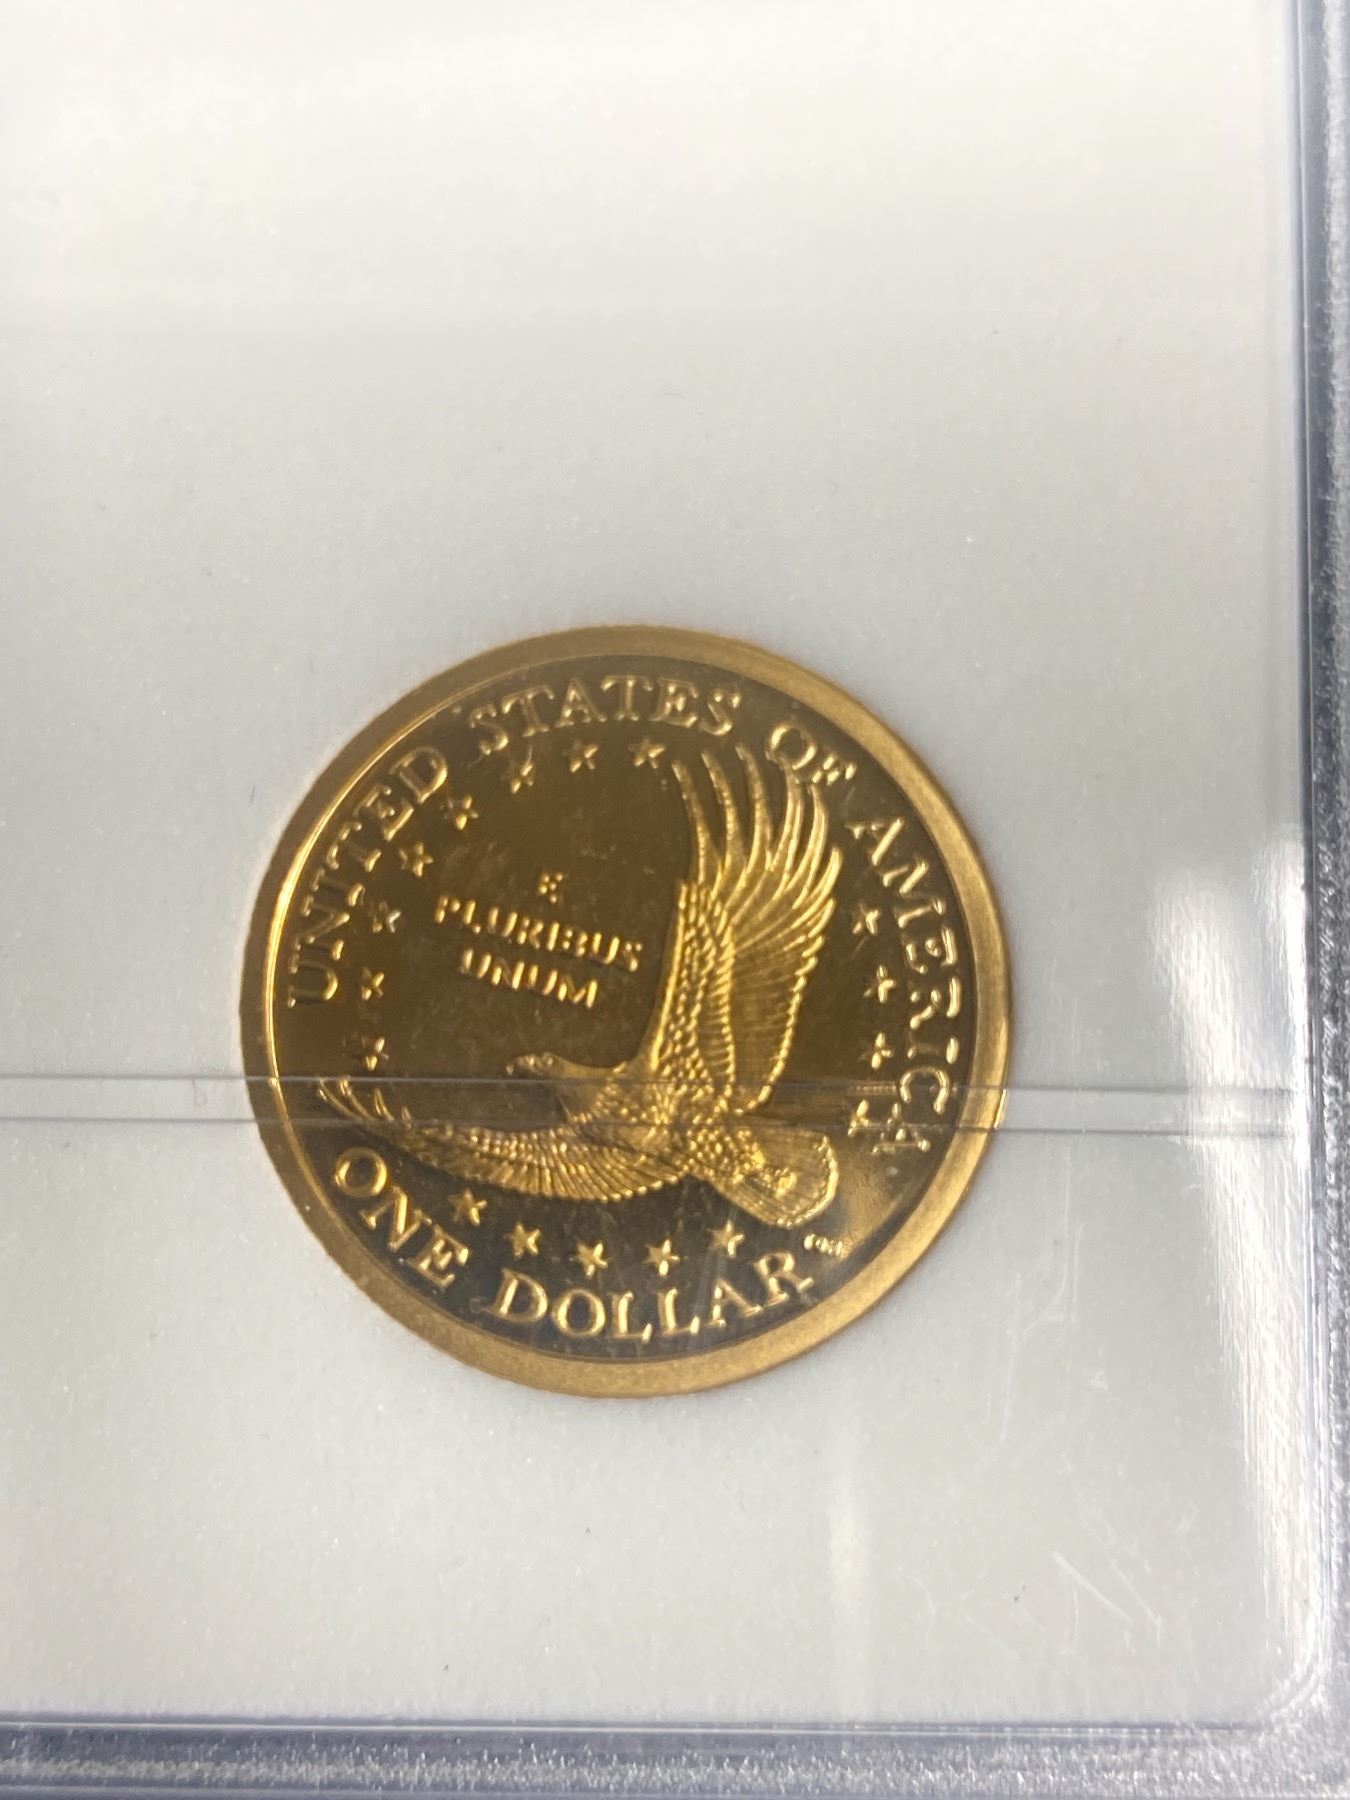 UNITED STATES OF AMERICA
E
PLURIBUS
UNUM
ONE DOLLAR